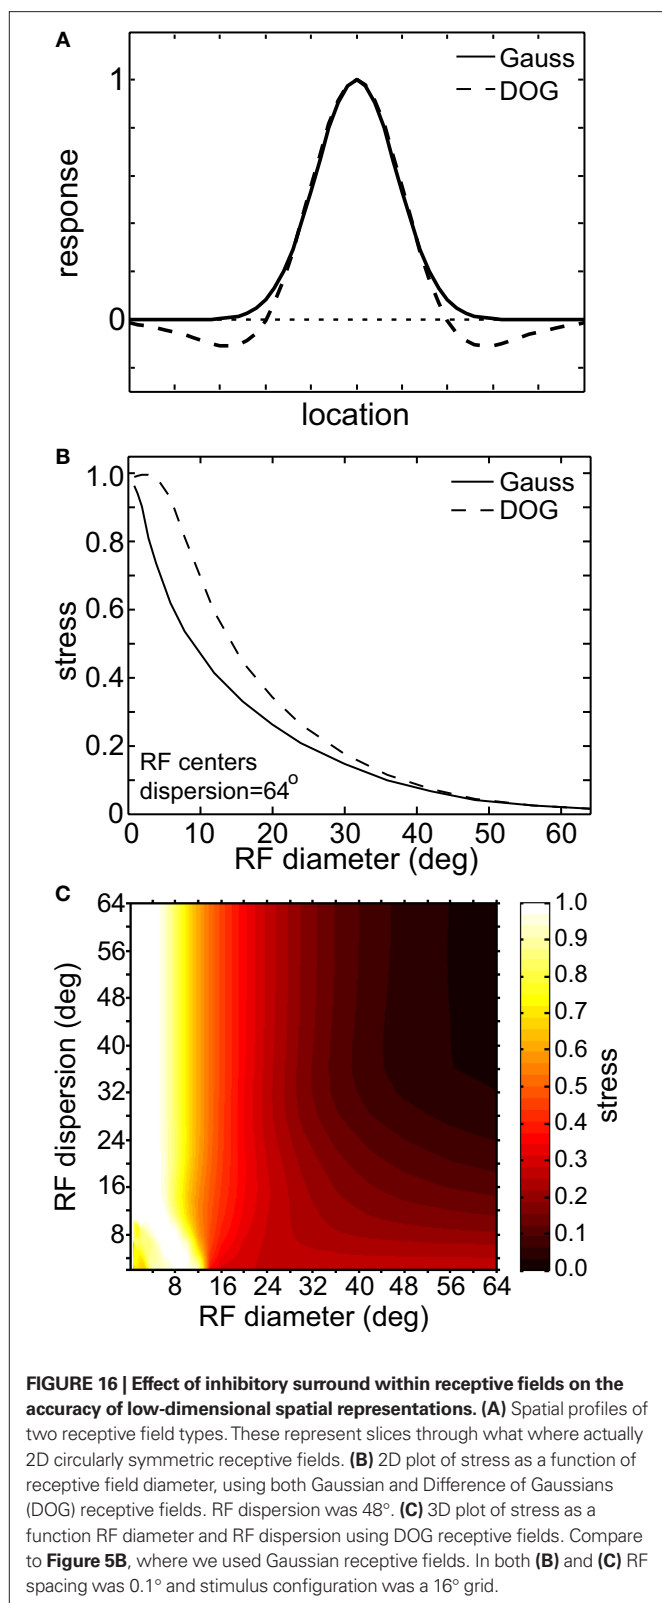 A
Gauss
DOG
1
0
response
location
B
Gauss
DOG
1.0
0.8
0.6
0.4
0.2
0
stress
RF centers
dispersion=64°
0 10 20 30 40 50 60
RF diameter (deg)
C
64
56
48
40
32
24
16
8
RF dispersion (deg)
8 16 24 32 40 48 56 64
RF diameter (deg)
1.0
0.9
0.8
0.7
0.6
0.5
0.4
0.3
0.2
0.1
0.0
stress
FIGURE 16 | Effect of inhibitory surround within receptive fields on the
accuracy of low-dimensional spatial representations. (A) Spatial profiles of
two receptive field types. These represent slices through what where actually
2D circularly symmetric receptive fields. (B) 2D plot of stress as a function of
receptive field diameter, using both Gaussian and Difference of Gaussians
(DOG) receptive fields. RF dispersion was 48°. (C) 3D plot of stress as a
function RF diameter and RF dispersion using DOG receptive fields. Compare
to Figure 5B, where we used Gaussian receptive fields. In both (B) and (C) RF
spacing was 0.1° and stimulus configuration was a 16° grid.